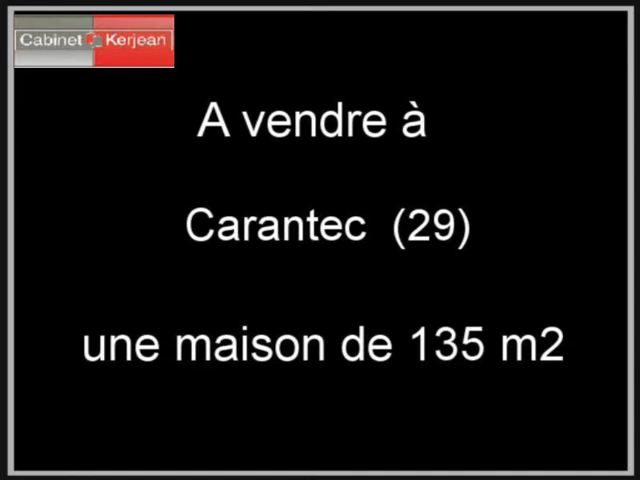 Cabinet Kerjean
A vendre à
Carantec (29)
une maison de 135 m2